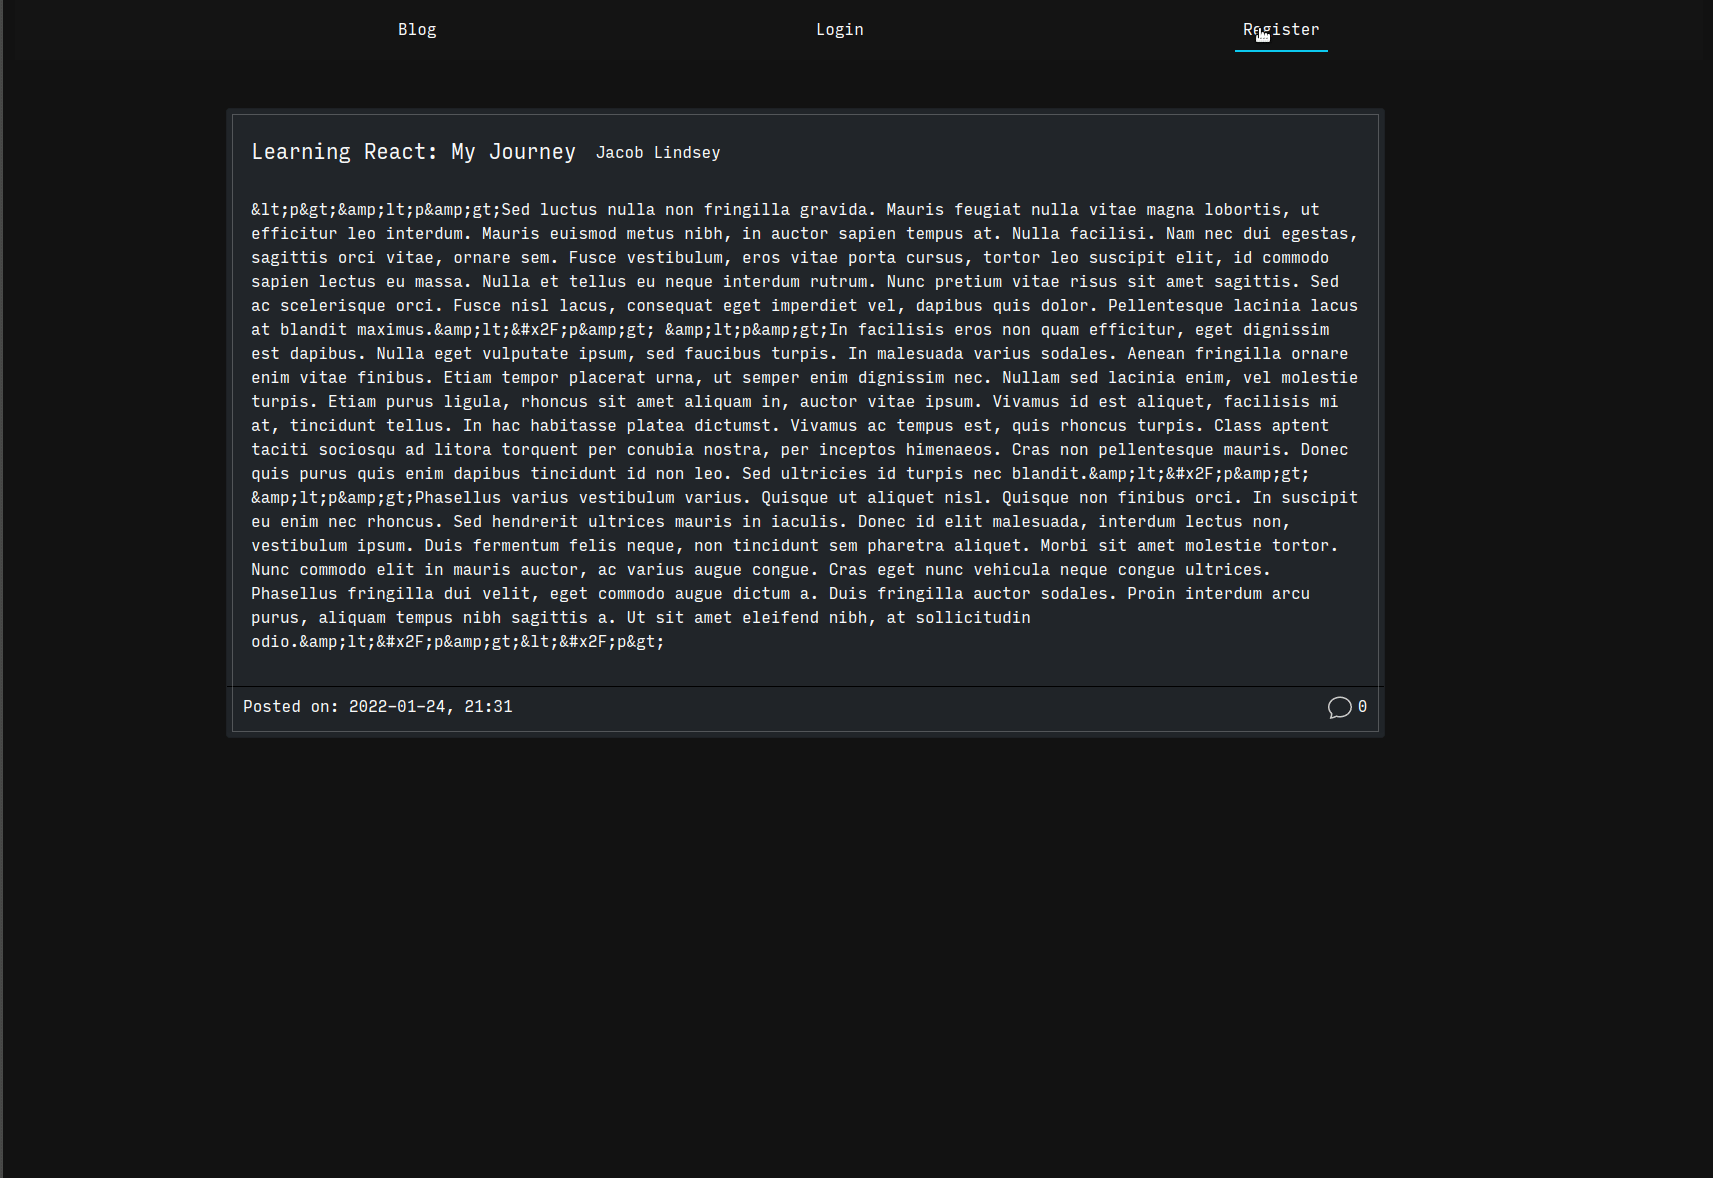 Blog Login Register
Learning React: My Journey Jacob Lindsey
&lt;p&gt;&amp;lt;p&amp;gt;Sed luctus nulla non fringilla gravida. Mauris feugiat nulla vitae magna lobortis, ut
efficitur leo interdum. Mauris euismod metus nibh, in auctor sapien tempus at. Nulla facilisi. Nam nec dui egestas,
sagittis orci vitae, ornare sem. Fusce vestibulum, eros vitae porta cursus, tortor leo suscipit elit, id commodo
sapien lectus eu massa. Nulla et tellus eu neque interdum rutrum. Nunc pretium vitae risus sit amet sagittis. Sed
ac scelerisque orci. Fusce nisl lacus, consequat eget imperdiet vel, dapibus quis dolor. Pellentesque lacinia lacus
at blandit maximus.&amp;lt;&#x2F;p&amp;gt; &amp;lt;p&amp;gt;In facilisis eros non quam efficitur, eget dignissim
est dapibus. Nulla eget vulputate ipsum, sed faucibus turpis. In malesuada varius sodales. Aenean fringilla ornare
enim vitae finibus. Etiam tempor placerat urna, ut semper enim dignissim nec. Nullam sed lacinia enim, vel molestie
turpis. Etiam purus ligula, rhoncus sit amet aliquam in, auctor vitae ipsum. Vivamus id est aliquet, facilisis mi
at, tincidunt tellus. In hac habitasse platea dictumst. Vivamus ac tempus est, quis rhoncus turpis. Class aptent
taciti sociosqu ad litora torquent per conubia nostra, per inceptos himenaeos. Cras non pellentesque mauris. Donec
quis purus quis enim dapibus tincidunt id non leo. Sed ultricies id turpis nec blandit.&amp;lt;&#x2F;p&amp;gt;
&amp;lt;p&amp;gt;Phasellus varius vestibulum varius. Quisque ut aliquet nisl. Quisque non finibus orci. In suscipit
eu enim nec rhoncus. Sed hendrerit ultrices mauris in iaculis. Donec id elit malesuada, interdum lectus non,
vestibulum ipsum. Duis fermentum felis neque, non tincidunt sem pharetra aliquet. Morbi sit amet molestie tortor.
Nunc commodo elit in mauris auctor, ac varius augue congue. Cras eget nunc vehicula neque congue ultrices.
Phasellus fringilla dui velit, eget commodo augue dictum a. Duis fringilla auctor sodales. Proin interdum arcu
purus, aliquam tempus nibh sagittis a. Ut sit amet eleifend nibh, at sollicitudin
odio.&amp;lt;&#x2F;p&amp;gt;&lt;&#x2F;p&gt;
Posted on: 2022-01-24, 21:31 0